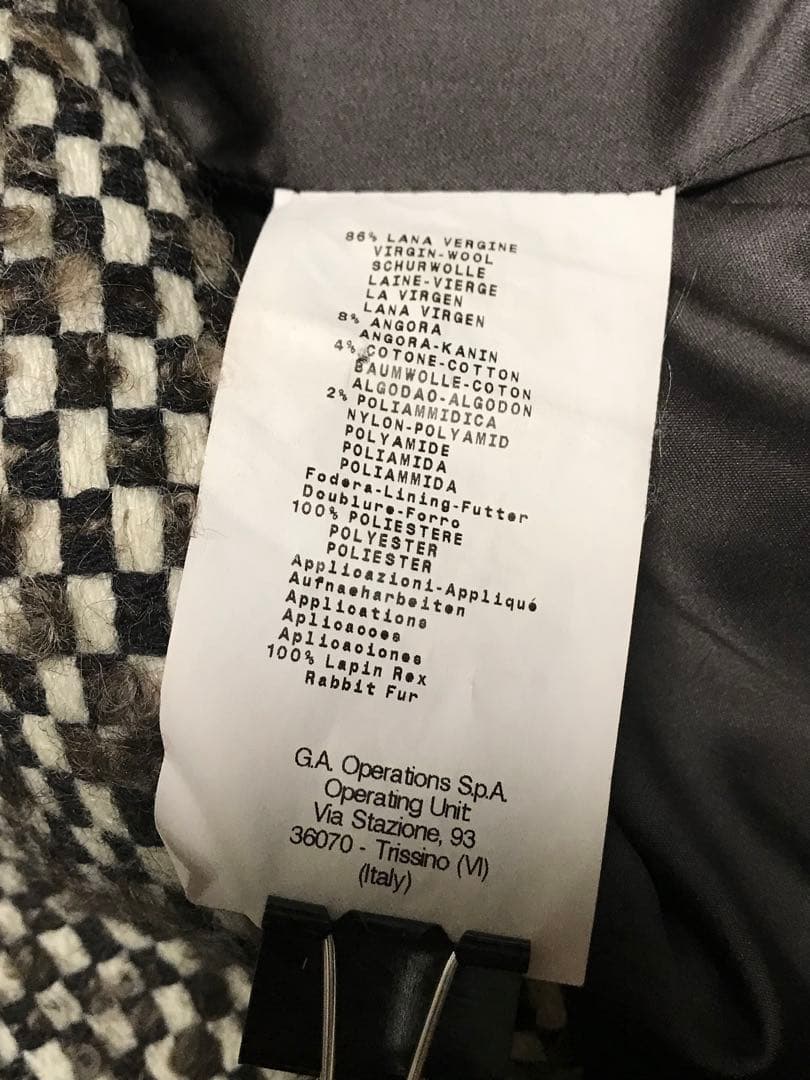 86% LANA VERGINE
VIRGIN-WOOL
SCHURWOLLE
LAINE-VIERGE
LA VIRGEN
LANA VIRGEN
8% ANGORA
ANGORA-KANIN
4% COTONE-COTTON
BAUMWOLLE-COTON
ALGODAO-ALGODON
2% POLIAMMIDICA
NYLON-POLYAMID
POLYAMIDE
POLIAMIDA
POLIAMMIDA
Fodera-Lining-Futter
Doublure-Forro
100% POLIESTERE
POLYESTER
POLIESTER
Applicazioni-Appliqué
Aufnaeharbeiten
Applications
Aplicacoes
Aplicaciones
100% Lapin Rex
Rabbit Fur
G.A. Operations S.p.A.
Operating Unit
Via Stazione, 93
36070 - Trissino (VI)
(Italy)